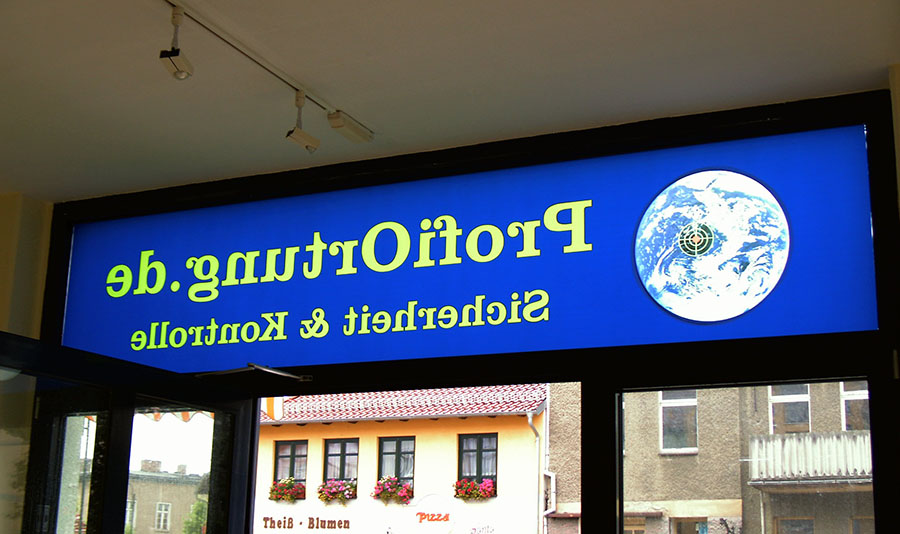 ProfiOrtung.de
Sicherheit & Kontrolle
Theiß · Blumen
Pizza